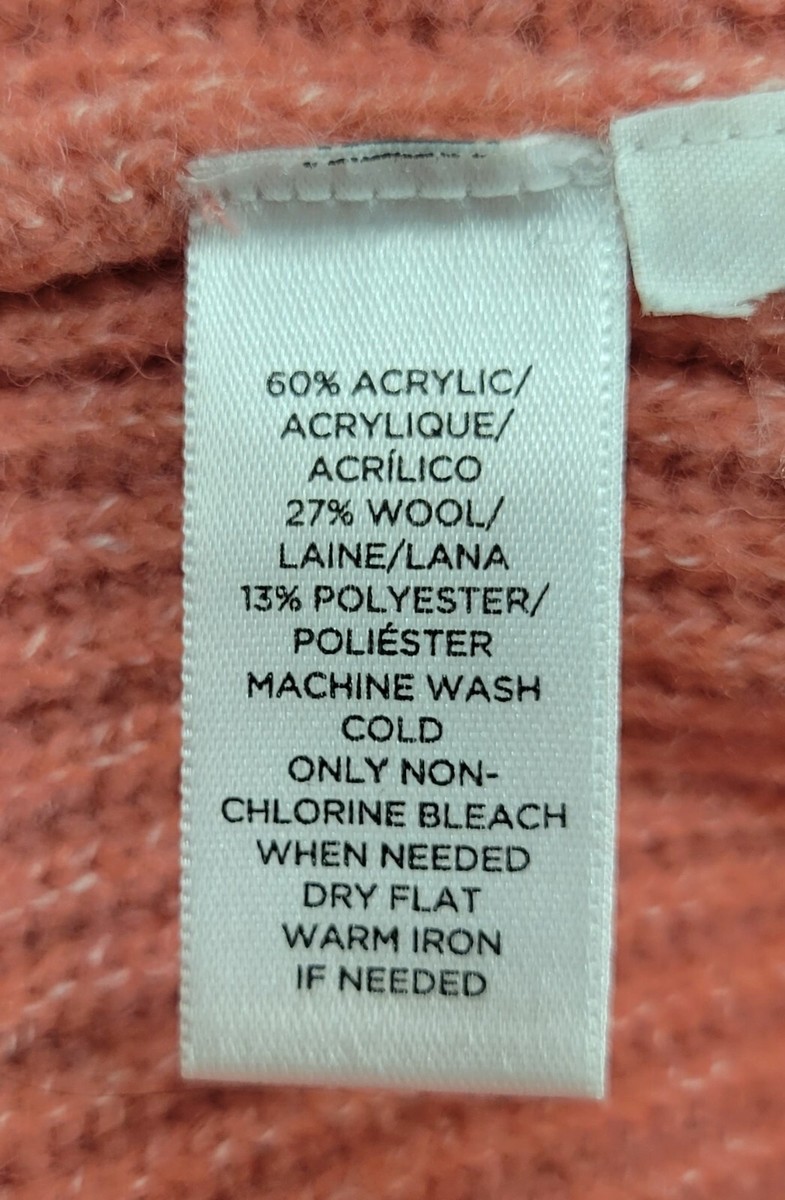 60% ACRYLIC/
ACRYLIQUE/
ACRÍLICO
27% WOOL/
LAINE/LANA
13% POLYESTER/
POLIÉSTER
MACHINE WASH
COLD
ONLY NON-
CHLORINE BLEACH
WHEN NEEDED
DRY FLAT
WARM IRON
IF NEEDED